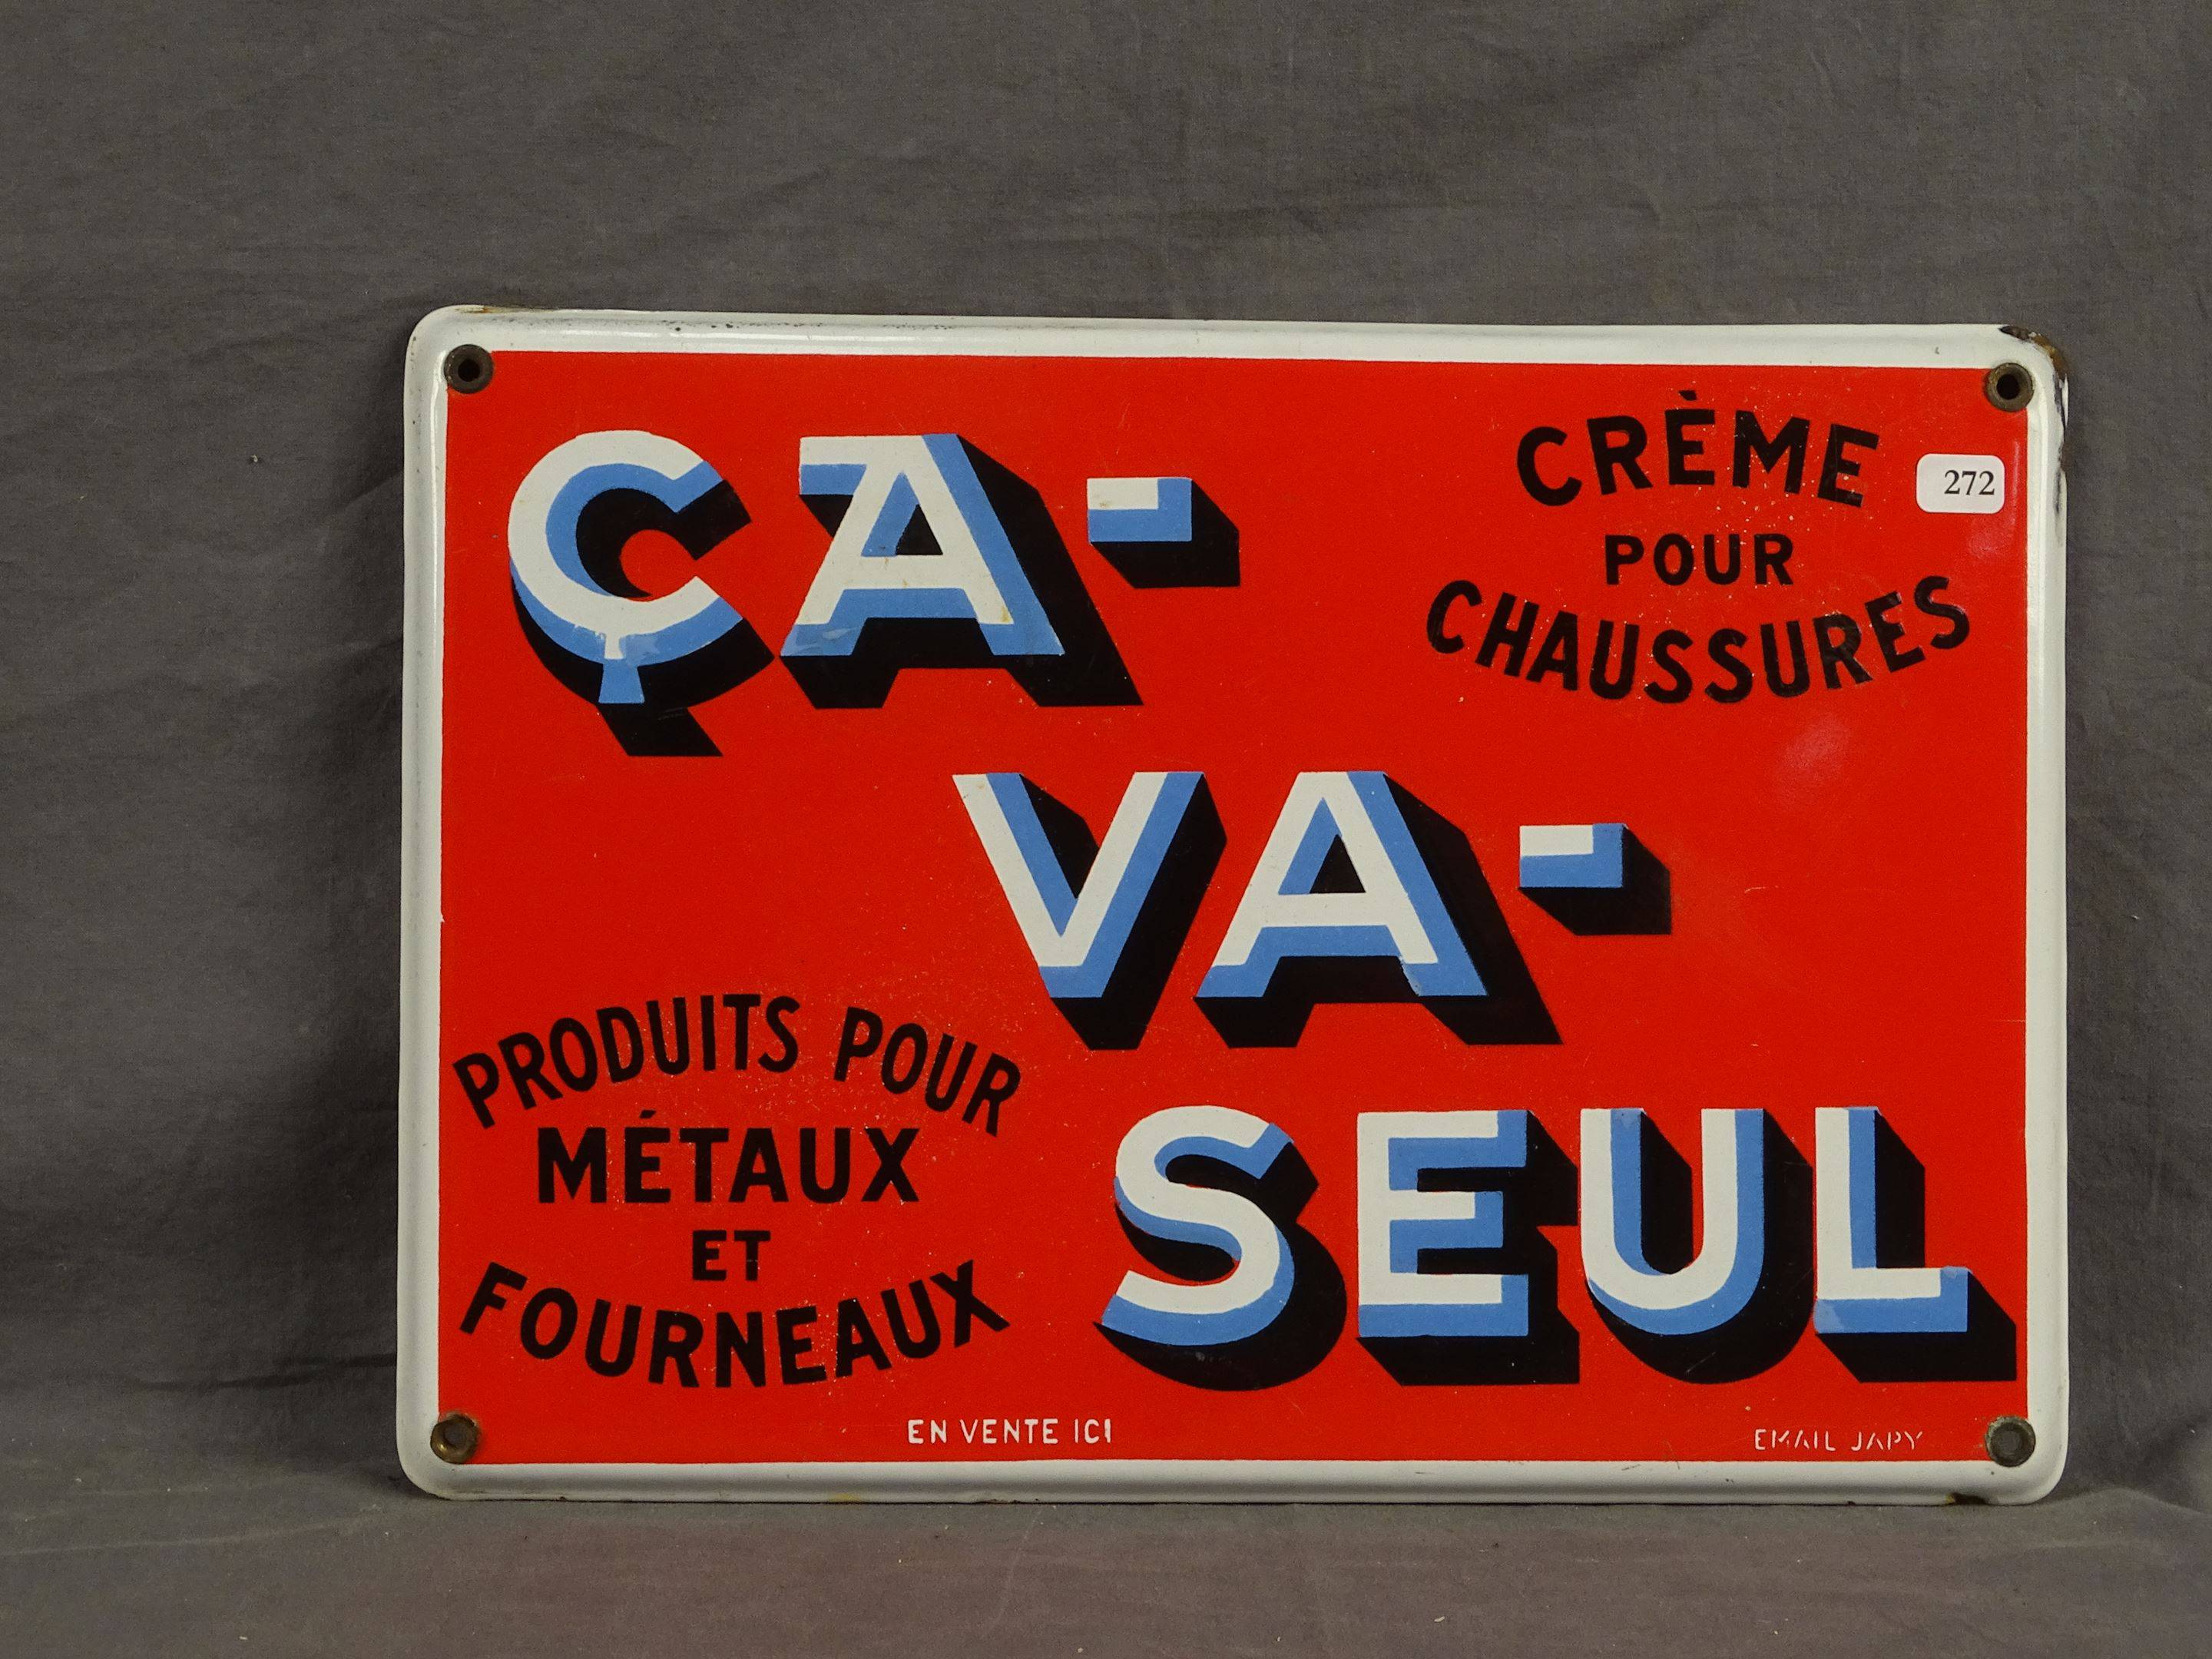 ÇA-
CRÈME
POUR
CHAUSSURES
272
VA-
PRODUITS POUR
MÉTAUX
ET
FOURNEAUX
SEUL
EN VENTE ICI
EMAIL JAPY